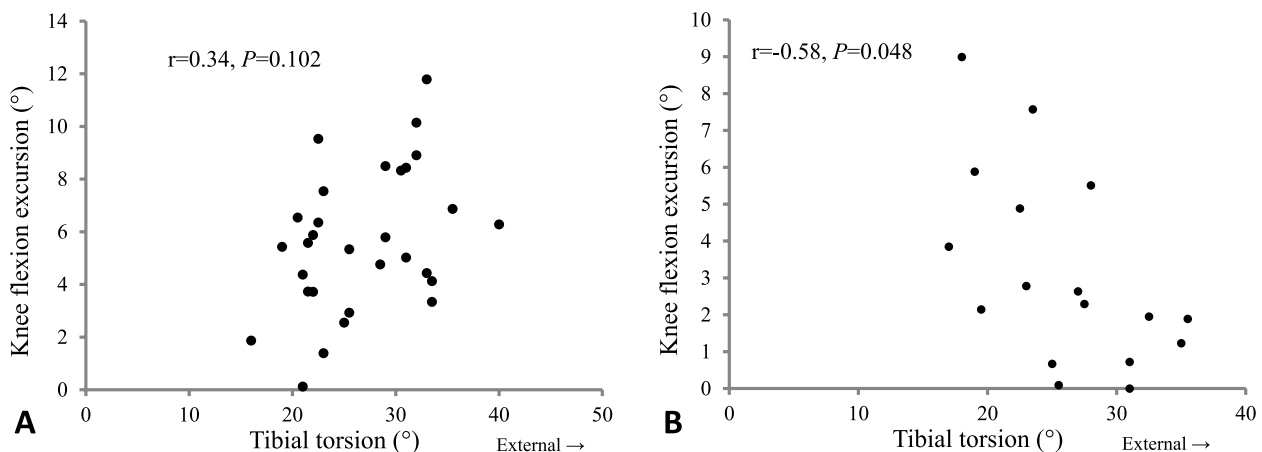 14
12
10
8
6
4
2
0
Knee flexion excursion (°)
r=0.34, P=0.102
0 10 20 30 40 50
Tibial torsion (°)
External →
A
10
9
8
7
6
5
4
3
2
1
0
Knee flexion excursion (°)
r=-0.58, P=0.048
0 10 20 30 40
Tibial torsion (°)
External →
B